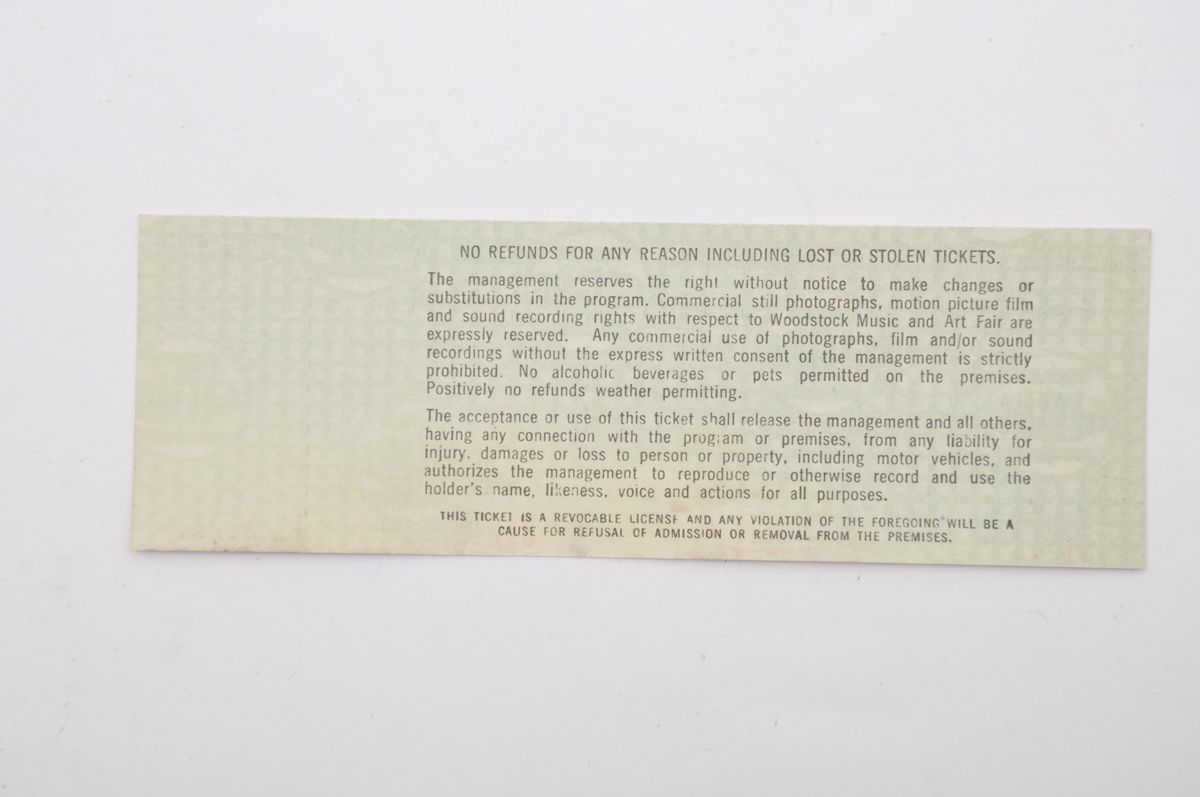 NO REFUNDS FOR ANY REASON INCLUDING LOST OR STOLEN TICKETS.
The management reserves the right without notice to make changes or
substitutions in the program. Commercial still photographs, motion picture film
and sound recording rights with respect to Woodstock Music and Art Fair are
expressly reserved. Any commercial use of photographs, film and/or sound
recordings without the express written consent of the management is strictly
prohibited. No alcoholic beverages or pets permitted on the premises.
Positively no refunds weather permitting.
The acceptance or use of this ticket shall release the management and all others,
having any connection with the program or premises, from any liability for
injury, damages or loss to person or property, including motor vehicles, and
authorizes the management to reproduce or otherwise record and use the
holder's name, likeness, voice and actions for all purposes.
THIS TICKET IS A REVOCABLE LICENSE AND ANY VIOLATION OF THE FOREGOING WILL BE A
CAUSE FOR REFUSAL OF ADMISSION OR REMOVAL FROM THE PREMISES.